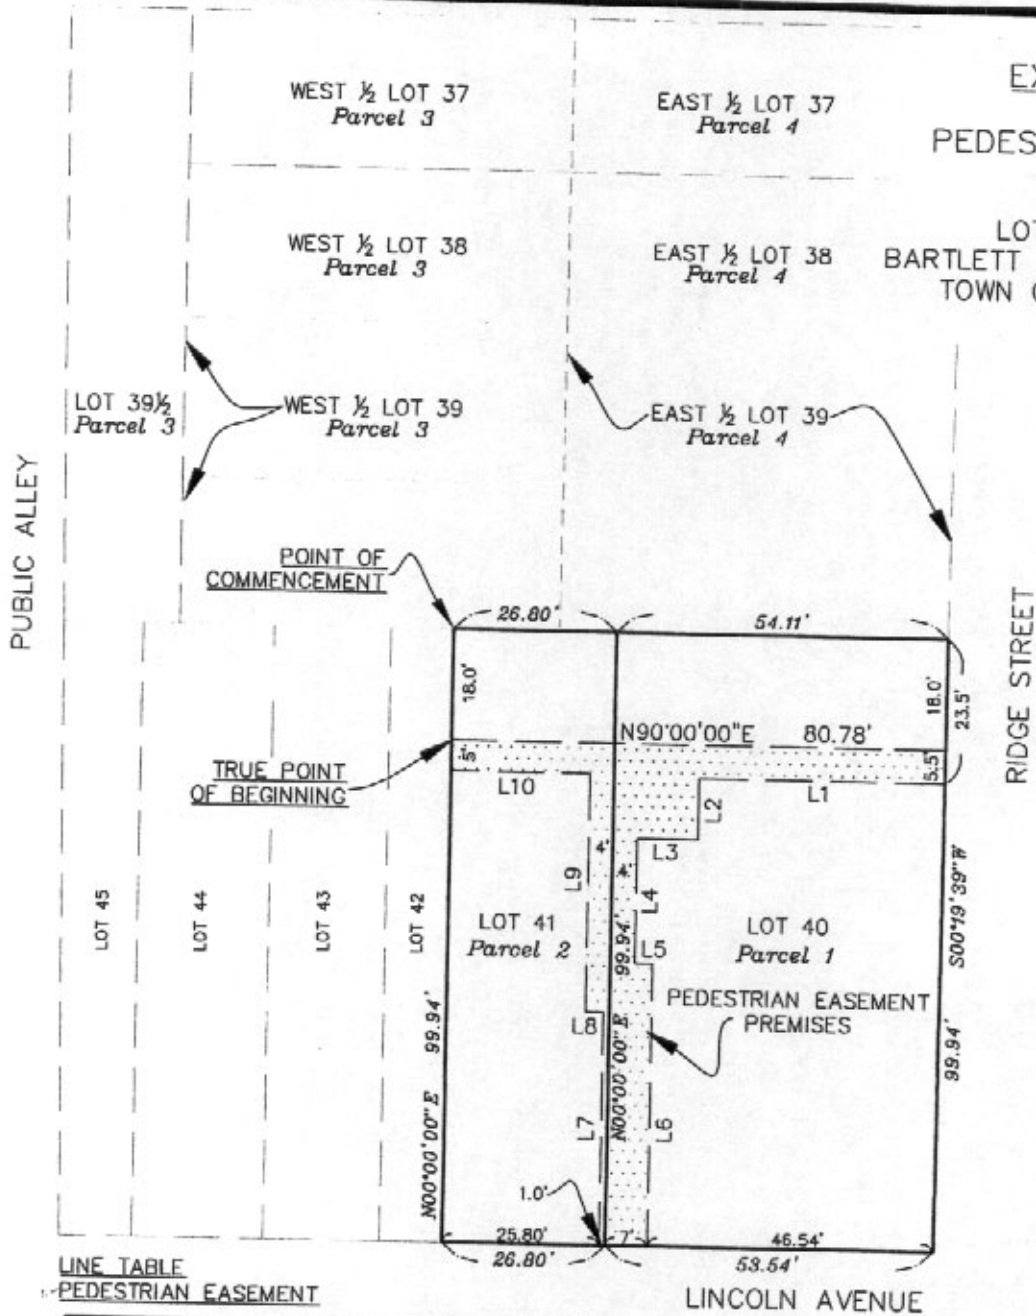 WEST ½ LOT 37
Parcel 3
EAST ½ LOT 37
Parcel 4
EX
PEDES
WEST ½ LOT 38
Parcel 3
EAST ½ LOT 38
Parcel 4
LOT
BARTLETT
TOWN
LOT 39½
Parcel 3
WEST ½ LOT 39
Parcel 3
EAST ½ LOT 39
Parcel 4
PUBLIC ALLEY
POINT OF
COMMENCEMENT
26.80'
54.11'
RIDGE STREET
18.0'
18.0'
23.5'
N90°00'00"E 80.78'
5.5'
TRUE POINT
OF BEGINNING
L10
L2
L1
L3
4'
4'
L9
L4
LOT 45
LOT 44
LOT 43
LOT 42
LOT 41
Parcel 2
99.94'
LOT 40
Parcel 1
S00°19'39"W
L5
PEDESTRIAN EASEMENT
PREMISES
L8
99.94'
N00°00'00"E
N00°00'00"E
99.94'
L7
L6
1.0'
25.80'
7'
46.54'
26.80'
53.54'
LINE TABLE
PEDESTRIAN EASEMENT
LINCOLN AVENUE